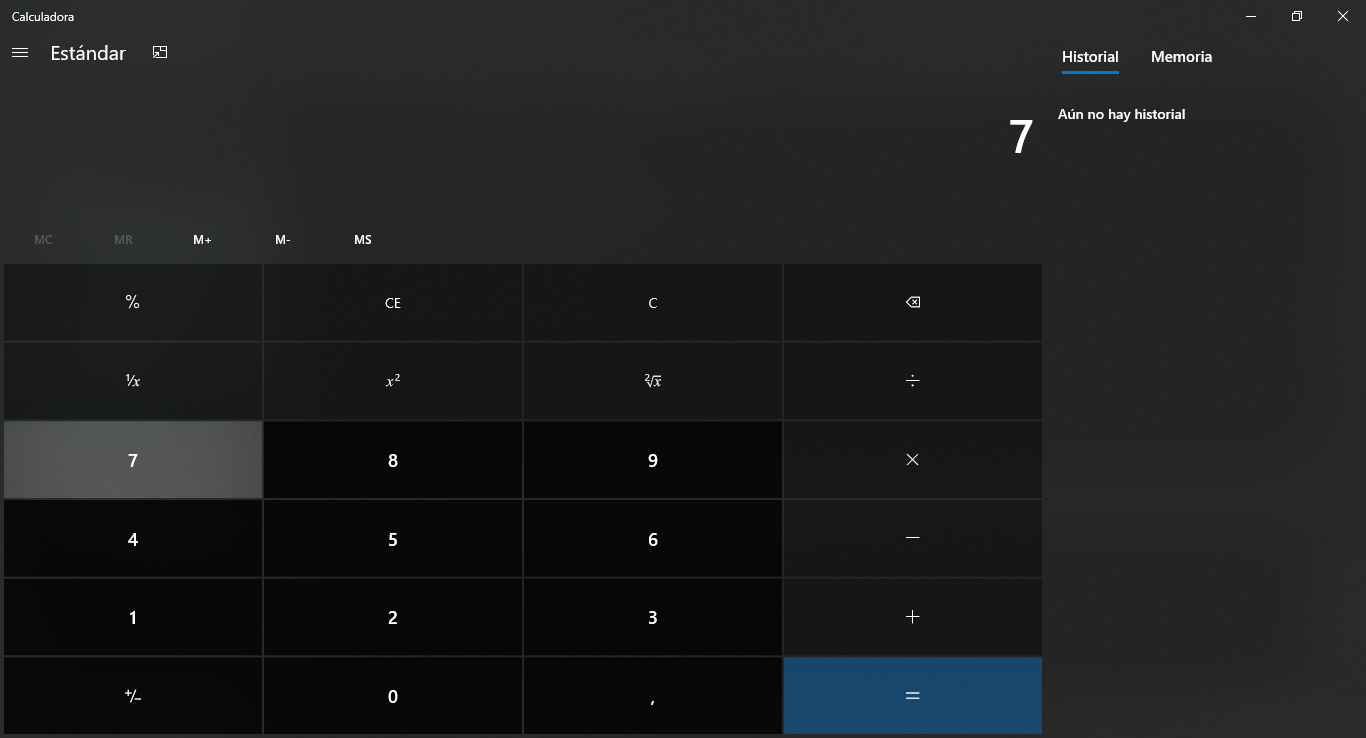 Calculadora
Estándar
Historial Memoria
Aún no hay historial
7
MC MR M+ M- MS
% CE C
¹/x x² ²√x ÷
7 8 9 ×
4 5 6 −
1 2 3 +
+/− 0 , =